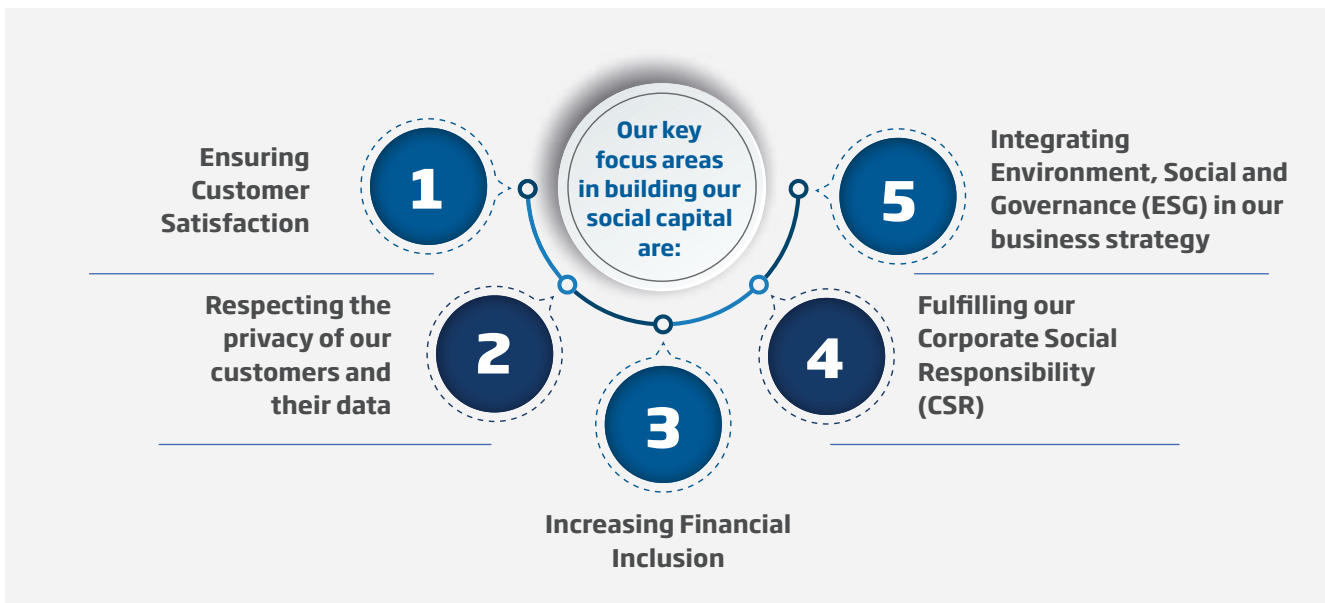 Our key
focus areas
in building our
social capital
are:
1
Ensuring
Customer
Satisfaction
2
Respecting the
privacy of our
customers and
their data
3
Increasing Financial
Inclusion
4
Fulfilling our
Corporate Social
Responsibility
(CSR)
5
Integrating
Environment, Social and
Governance (ESG) in our
business strategy